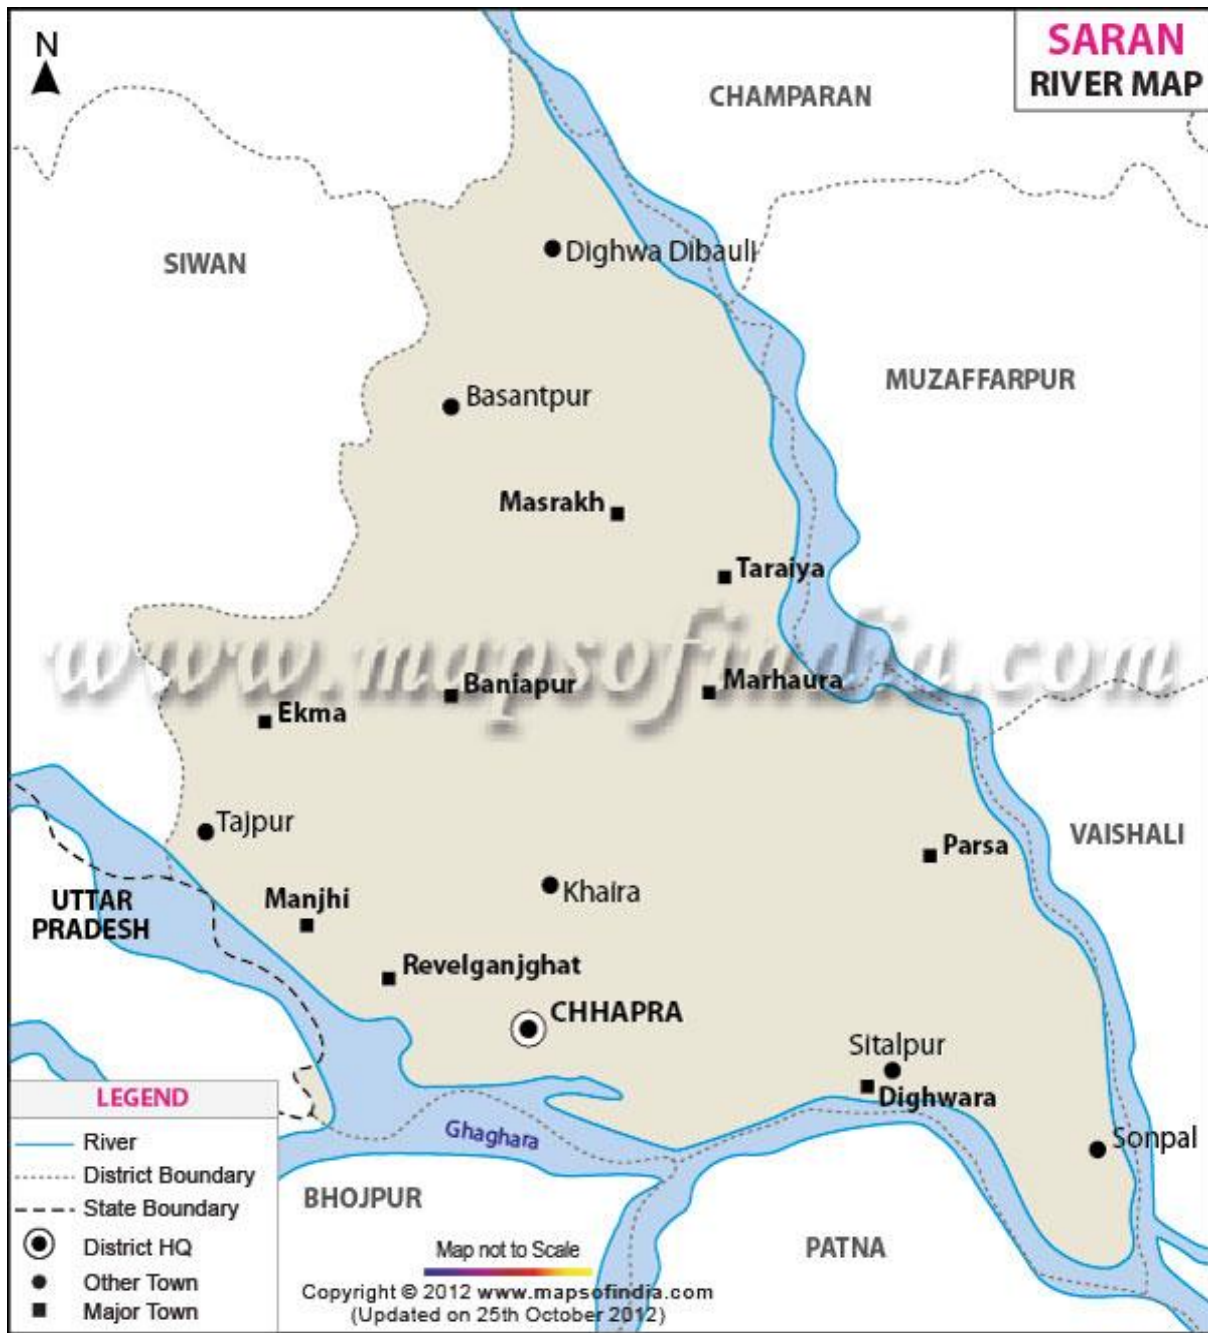 N
SARAN
RIVER MAP
CHAMPARAN
SIWAN
Dighwa Dibauli
MUZAFFARPUR
Basantpur
Masrakh
Taraiya
www.mapsofindia.com
Baniapur
Marhaura
Ekma
Tajpur
VAISHALI
Parsa
UTTAR
PRADESH
Manjhi
Khaira
Revelganjghat
CHHAPRA
Sitalpur
Dighwara
Ghaghara
Sonpal
BHOJPUR
PATNA
LEGEND
River
District Boundary
State Boundary
District HQ
Other Town
Major Town
Map not to Scale
Copyright © 2012 www.mapsofindia.com
(Updated on 25th October 2012)